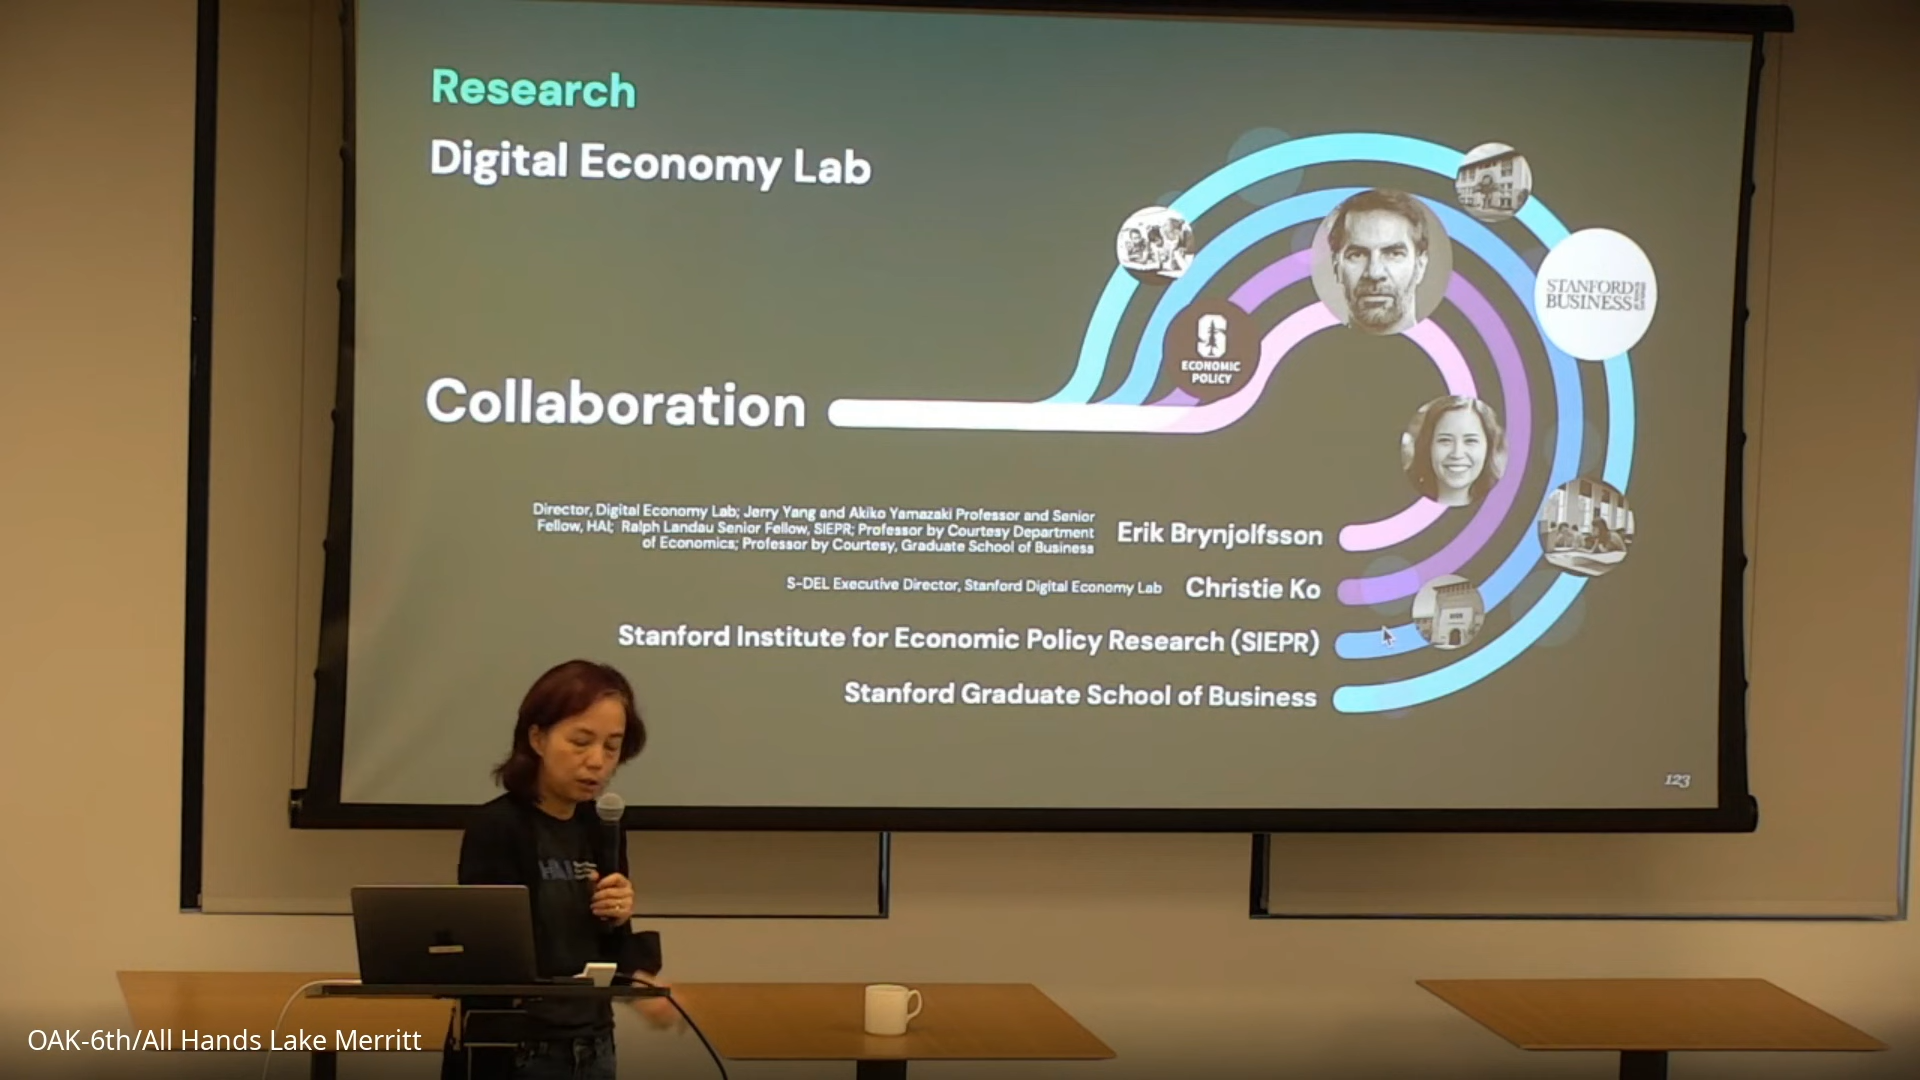 Research
Digital Economy Lab
STANFORD
BUSINESS
S
ECONOMIC
POLICY
Collaboration
Director, Digital Economy Lab; Jerry Yang and Akiko Yamazaki Professor and Senior
Fellow, HAI; Ralph Landau Senior Fellow, SIEPR; Professor by Courtesy Department
of Economics; Professor by Courtesy, Graduate School of Business
Erik Brynjolfsson
S-DEL Executive Director, Stanford Digital Economy Lab
Christie Ko
Stanford Institute for Economic Policy Research (SIEPR)
Stanford Graduate School of Business
123
HAI
OAK-6th/All Hands Lake Merritt